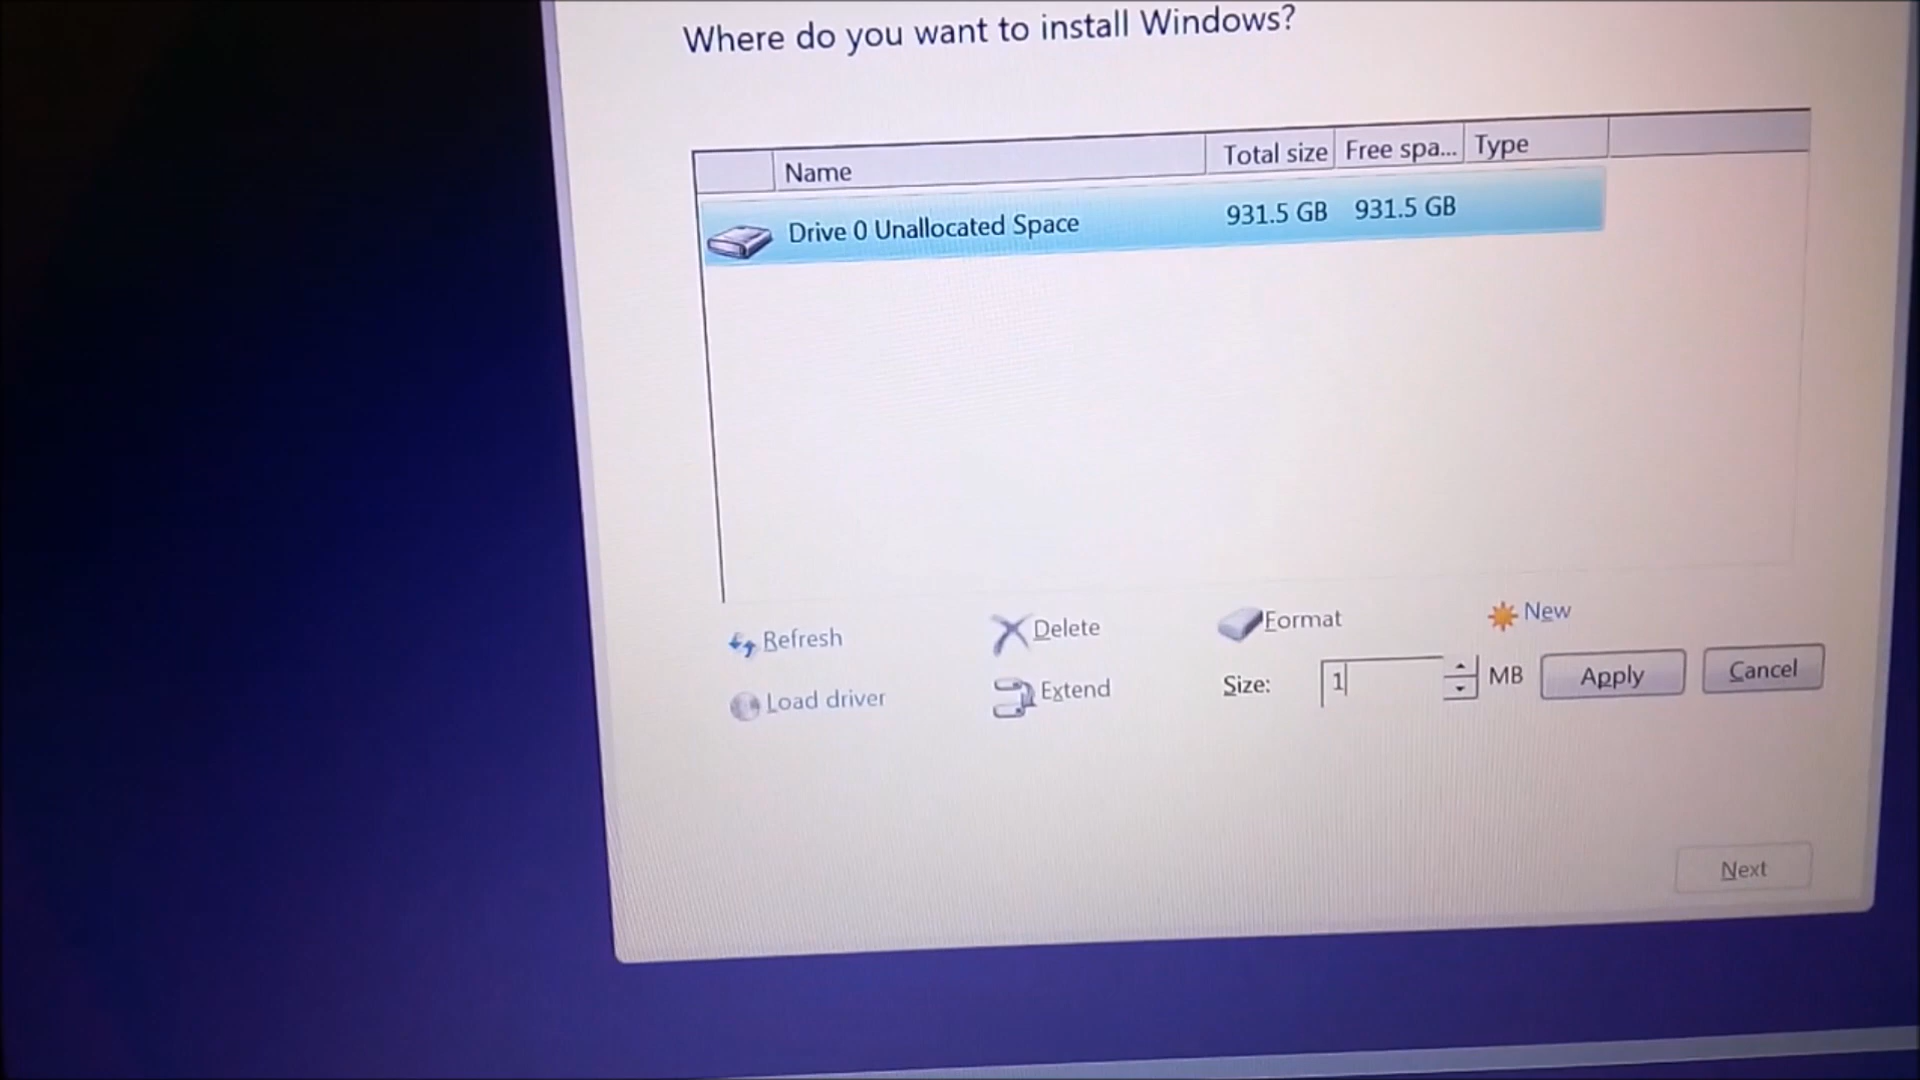 Where do you want to install Windows?
Name Total size Free spa... Type
Drive 0 Unallocated Space 931.5 GB 931.5 GB
Refresh Delete Format New
Load driver Extend Size: 1 MB Apply Cancel
Next